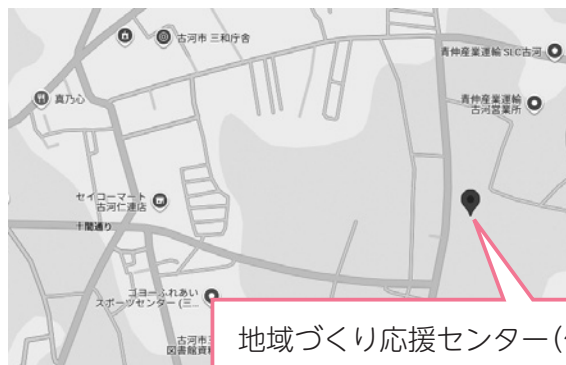 古河市 三和庁舎
青伸産業運輸 SLC古河
真乃心
青伸産業運輸
古河営業所
セイコーマート
古河仁連店
十間通り
ゴヨーふれあい
スポーツセンター (三...
古河市三
図書館資料
地域づくり応援センター(